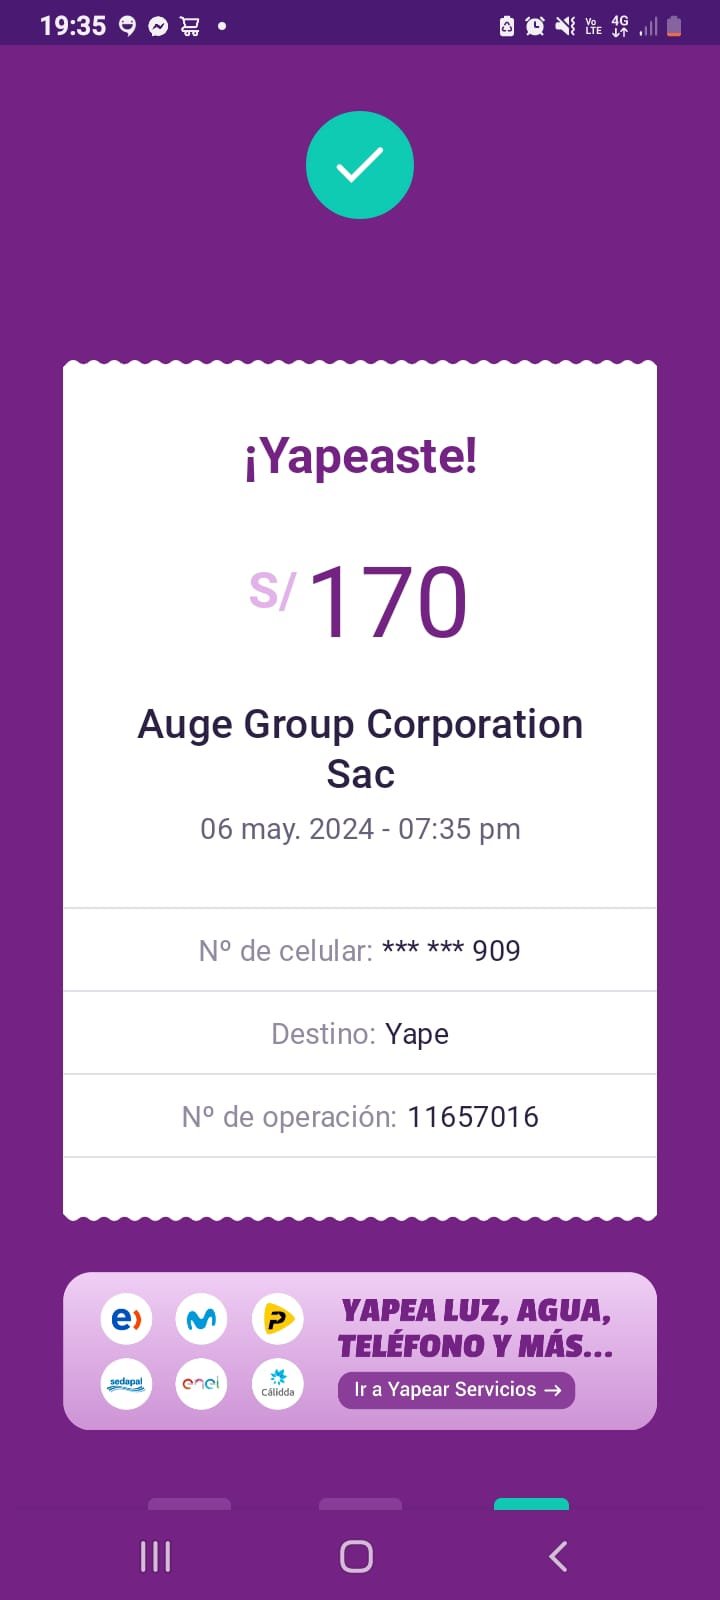 19:35
Vo
LTE
4G
¡Yapeaste!
S/ 170
Auge Group Corporation
Sac
06 may. 2024 - 07:35 pm
Nº de celular: *** *** 909
Destino: Yape
Nº de operación: 11657016
e)
P
YAPEA LUZ, AGUA,
TELÉFONO Y MÁS...
sedapal
enel
Cálidda
Ir a Yapear Servicios →